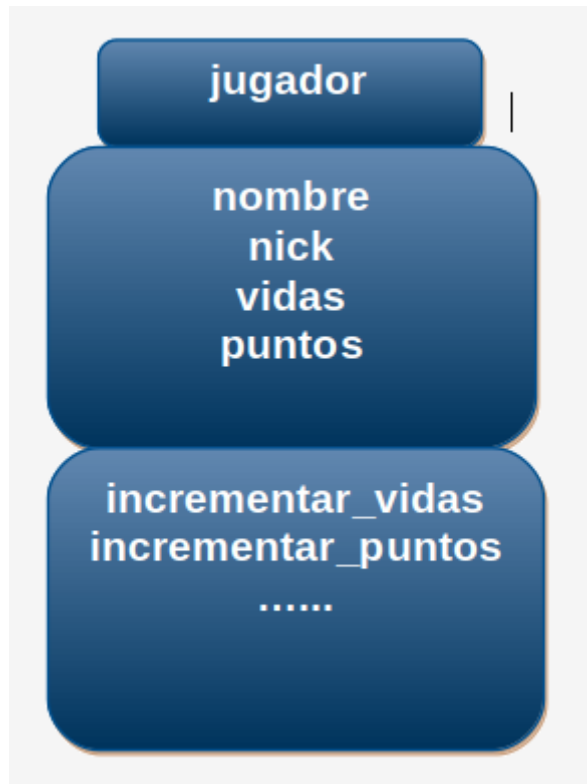 jugador
nombre
nick
vidas
puntos
incrementar_vidas
incrementar_puntos
…...